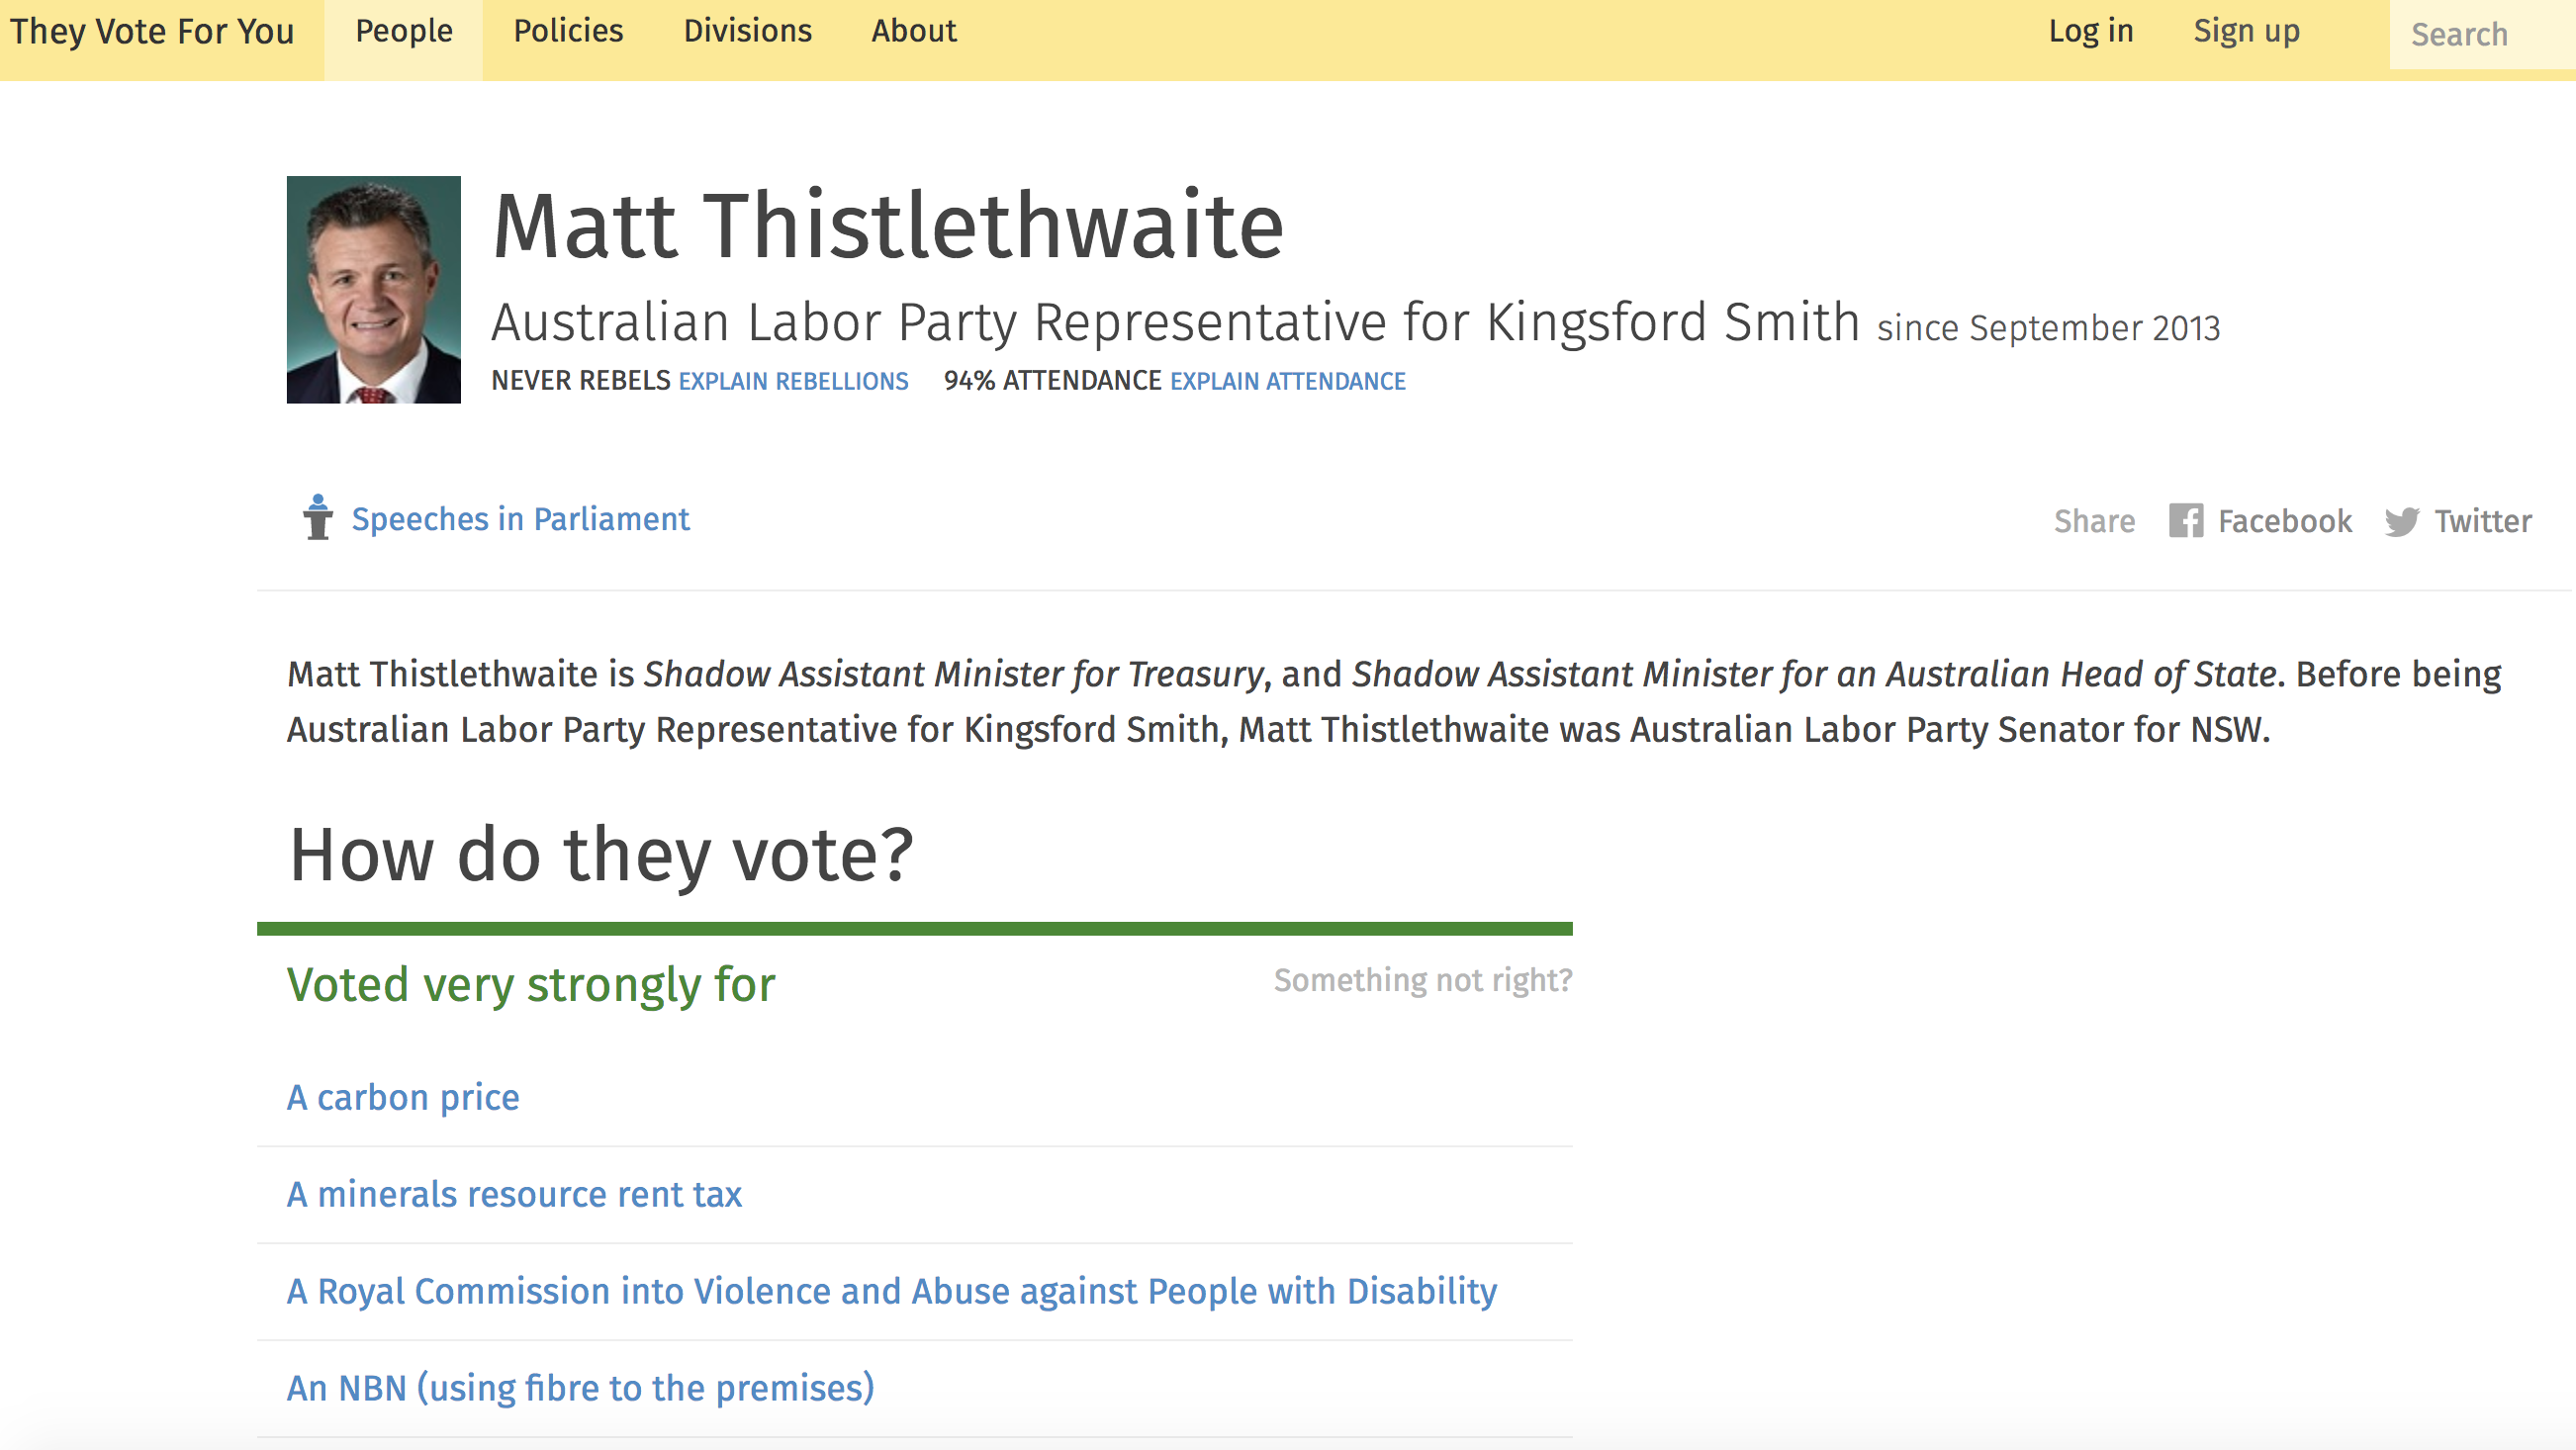 They Vote For You People Policies Divisions About Log in Sign up Search
Matt Thistlethwaite
Australian Labor Party Representative for Kingsford Smith since September 2013
NEVER REBELS EXPLAIN REBELLIONS 94% ATTENDANCE EXPLAIN ATTENDANCE
Speeches in Parliament Share Facebook Twitter
Matt Thistlethwaite is Shadow Assistant Minister for Treasury, and Shadow Assistant Minister for an Australian Head of State. Before being
Australian Labor Party Representative for Kingsford Smith, Matt Thistlethwaite was Australian Labor Party Senator for NSW.
How do they vote?
Voted very strongly for Something not right?
A carbon price
A minerals resource rent tax
A Royal Commission into Violence and Abuse against People with Disability
An NBN (using fibre to the premises)